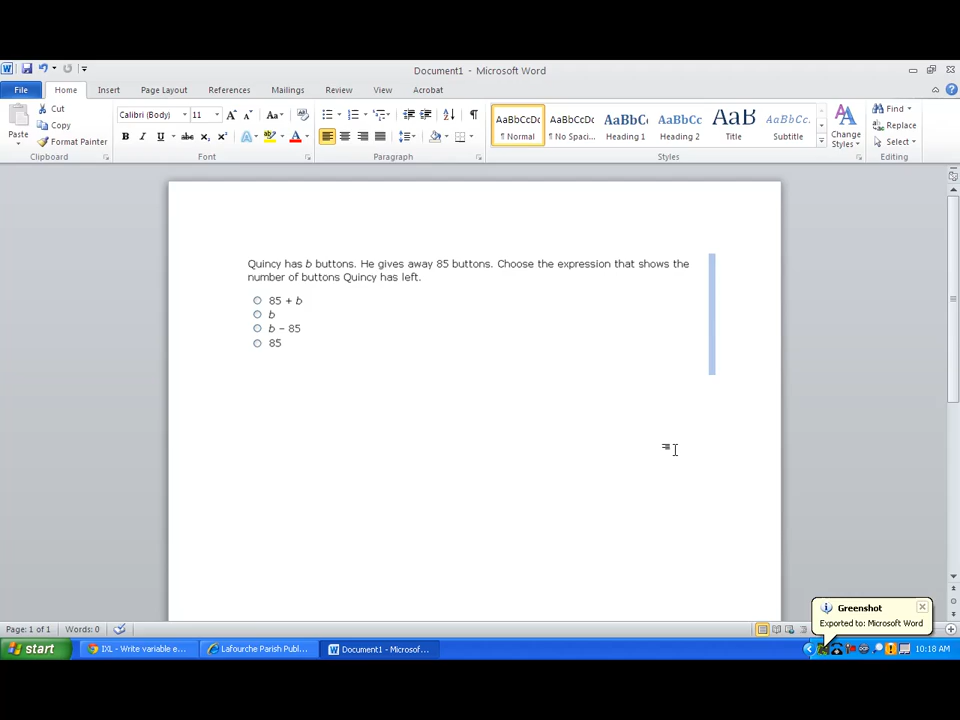 Document1 - Microsoft Word
File Home Insert Page Layout References Mailings Review View Acrobat
Paste
Cut
Copy
Format Painter
Clipboard
Calibri (Body) 11
Font
Paragraph
AaBbCcDc AaBbCcDc AaBbCc AaBbCc AaB AaBbCc.
¶ Normal ¶ No Spaci... Heading 1 Heading 2 Title Subtitle
Change Styles
Styles
Find
Replace
Select
Editing
Quincy has b buttons. He gives away 85 buttons. Choose the expression that shows the
number of buttons Quincy has left.
85 + b
b
b – 85
85
Greenshot
Exported to: Microsoft Word
Page: 1 of 1 Words: 0
start IXL - Write variable e... Lafourche Parish Publ... Document1 - Microsof... 10:18 AM